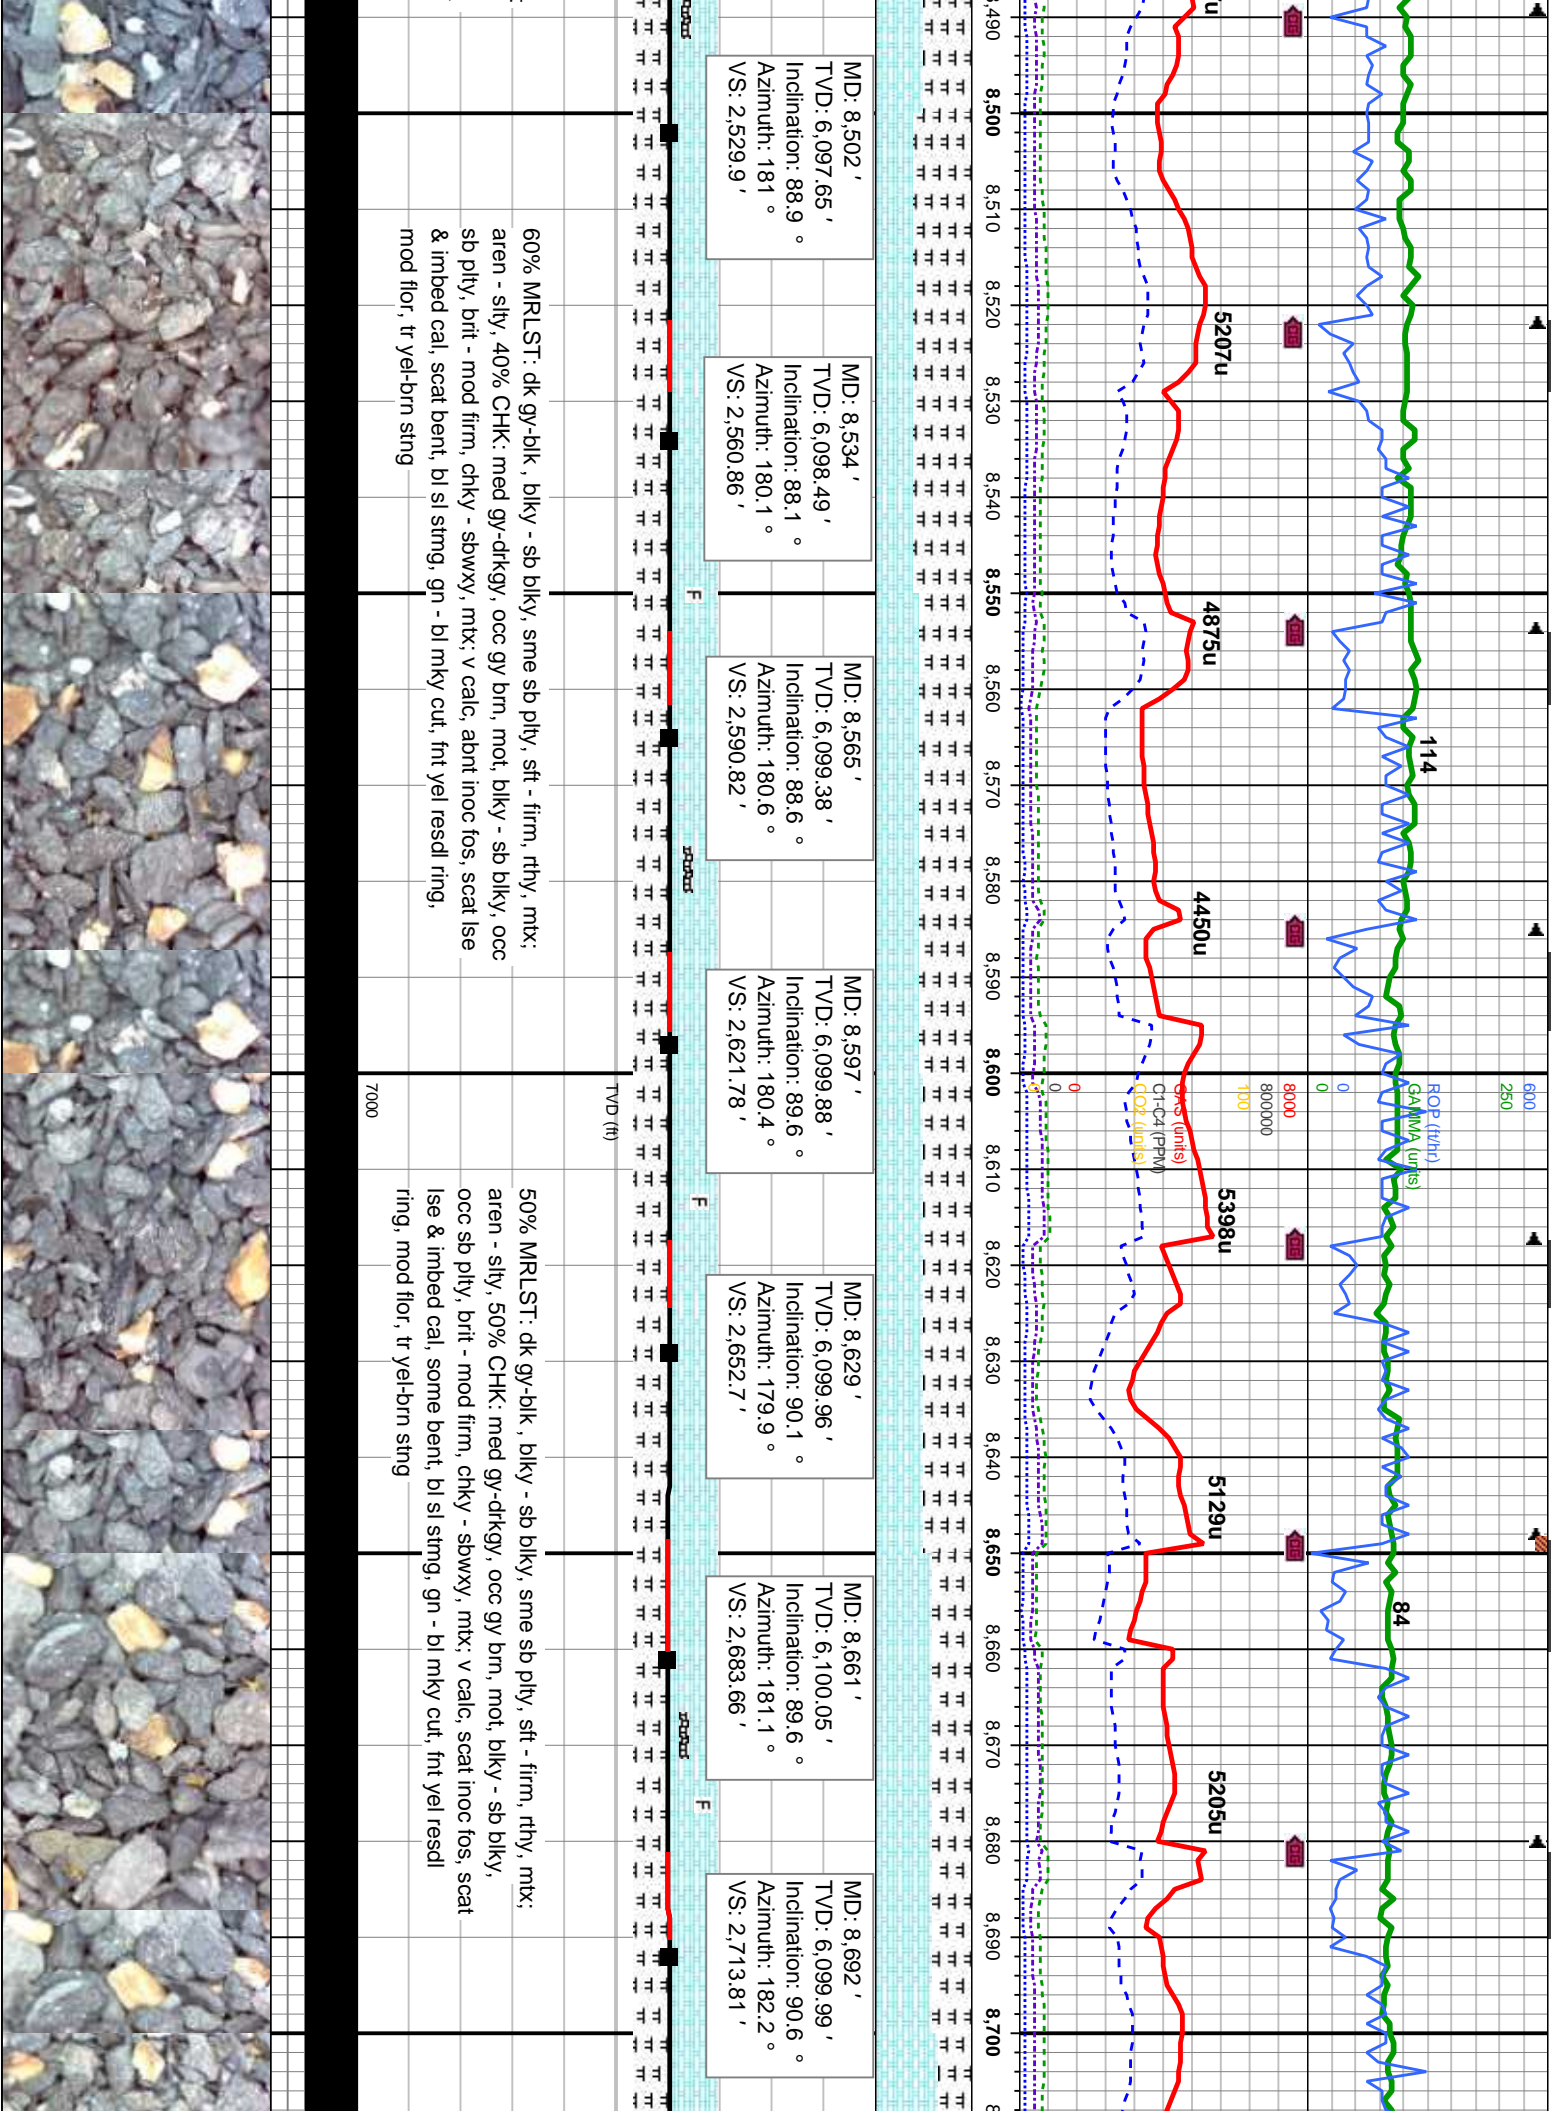 8,490
8,500
8,510
8,520
8,530
8,540
8,550
8,560
8,570
8,580
8,590
8,600
8,610
8,620
8,630
8,640
8,650
8,660
8,670
8,680
8,690
8,700
114
84
5207u
4875u
4450u
5398u
5129u
5205u
600
250
ROP (ft/hr)
GAMMA (units)
0
0
8000
800000
100
GAS (units)
C1-C4 (PPM)
CO2 (units)
0
0
0
MD: 8,502 '
TVD: 6,097.65 '
Inclination: 88.9 °
Azimuth: 181 °
VS: 2,529.9 '
MD: 8,534 '
TVD: 6,098.49 '
Inclination: 88.1 °
Azimuth: 180.1 °
VS: 2,560.86 '
MD: 8,565 '
TVD: 6,099.38 '
Inclination: 88.6 °
Azimuth: 180.6 °
VS: 2,590.82 '
MD: 8,597 '
TVD: 6,099.88 '
Inclination: 89.6 °
Azimuth: 180.4 °
VS: 2,621.78 '
MD: 8,629 '
TVD: 6,099.96 '
Inclination: 90.1 °
Azimuth: 179.9 °
VS: 2,652.7 '
MD: 8,661 '
TVD: 6,100.05 '
Inclination: 89.6 °
Azimuth: 181.1 °
VS: 2,683.66 '
MD: 8,692 '
TVD: 6,099.99 '
Inclination: 90.6 °
Azimuth: 182.2 °
VS: 2,713.81 '
F
F
F
TVD (ft)
7000
60% MRLST: dk gy-blk , blky - sb blky, sme sb plty, sft - firm, rthy, mtx;
aren - slty, 40% CHK: med gy-drkgy, occ gy brn, mot, blky - sb blky, occ
sb plty, brit - mod firm, chky - sbwxy, mtx; v calc, abnt inoc fos, scat lse
& imbed cal, scat bent, bl sl stmg, gn - bl mky cut, fnt yel resdl ring,
mod flor, tr yel-brn stng
50% MRLST: dk gy-blk , blky - sb blky, sme sb plty, sft - firm, rthy, mtx;
aren - slty, 50% CHK: med gy-drkgy, occ gy brn, mot, blky - sb blky,
occ sb plty, brit - mod firm, chky - sbwxy, mtx; v calc, scat inoc fos, scat
lse & imbed cal, some bent, bl sl stmg, gn - bl mky cut, fnt yel resdl
ring, mod flor, tr yel-brn stng